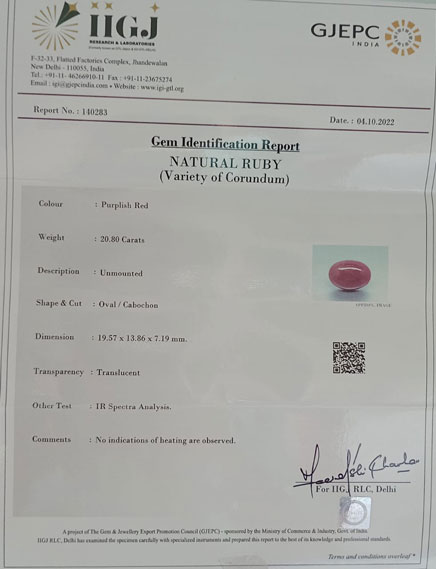 IIGJ
RESEARCH & LABORATORIES
GJEPC
INDIA
F-32-33, Flatted Factories Complex, Jhandewalan
New Delhi - 110055, India
Tel.: +91-11- 46266910-11 Fax : +91-11-23675274
Email : igi@gjepcindia.com • Website : www.igi-gtl.org
Report No. : 140283
Date. : 04.10.2022
Gem Identification Report
NATURAL RUBY
(Variety of Corundum)
Colour : Purplish Red
Weight : 20.80 Carats
Description : Unmounted
Shape & Cut : Oval / Cabochon
APPROX. IMAGE
Dimension : 19.57 x 13.86 x 7.19 mm.
Transparency : Translucent
Other Test : IR Spectra Analysis.
Comments : No indications of heating are observed.
For IIGJ RLC, Delhi
A project of The Gem & Jewellery Export Promotion Council (GJEPC) - sponsored by the Ministry of Commerce & Industry, Govt. of India.
IIGJ RLC, Delhi has examined the specimen carefully with specialized instruments and prepared this report to the best of its knowledge and professional standards.
Terms and conditions overleaf *